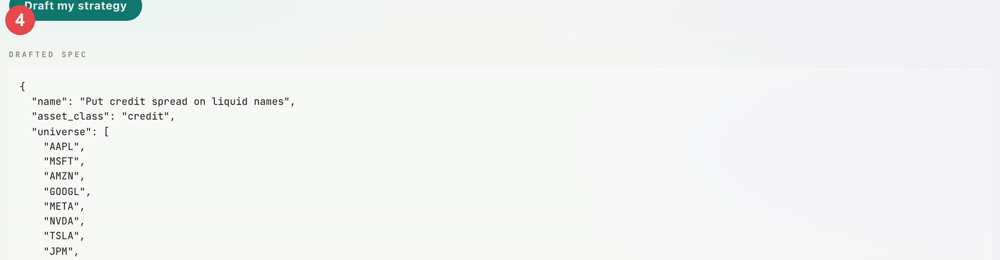 Draft my strategy
4
DRAFTED SPEC
{
  "name": "Put credit spread on liquid names",
  "asset_class": "credit",
  "universe": [
    "AAPL",
    "MSFT",
    "AMZN",
    "GOOGL",
    "META",
    "NVDA",
    "TSLA",
    "JPM",